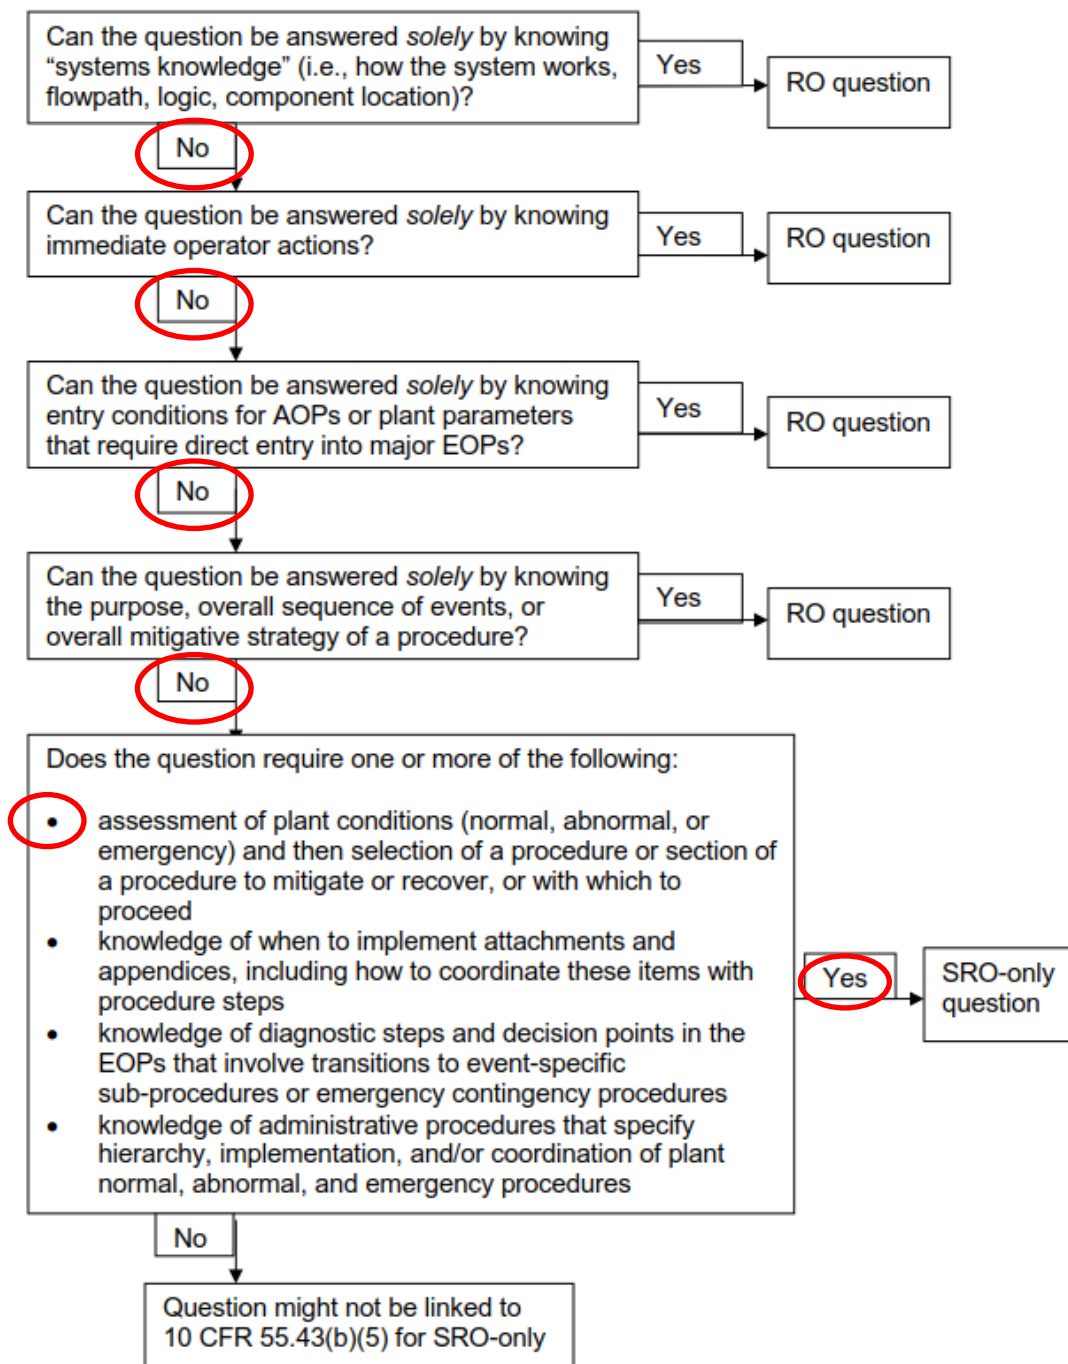 Can the question be answered solely by knowing
“systems knowledge” (i.e., how the system works,
flowpath, logic, component location)?
Yes
RO question
No
Can the question be answered solely by knowing
immediate operator actions?
Yes
RO question
No
Can the question be answered solely by knowing
entry conditions for AOPs or plant parameters
that require direct entry into major EOPs?
Yes
RO question
No
Can the question be answered solely by knowing
the purpose, overall sequence of events, or
overall mitigative strategy of a procedure?
Yes
RO question
No
Does the question require one or more of the following:
• assessment of plant conditions (normal, abnormal, or
emergency) and then selection of a procedure or section of
a procedure to mitigate or recover, or with which to
proceed
• knowledge of when to implement attachments and
appendices, including how to coordinate these items with
procedure steps
• knowledge of diagnostic steps and decision points in the
EOPs that involve transitions to event-specific
sub-procedures or emergency contingency procedures
• knowledge of administrative procedures that specify
hierarchy, implementation, and/or coordination of plant
normal, abnormal, and emergency procedures
Yes
SRO-only
question
No
Question might not be linked to
10 CFR 55.43(b)(5) for SRO-only